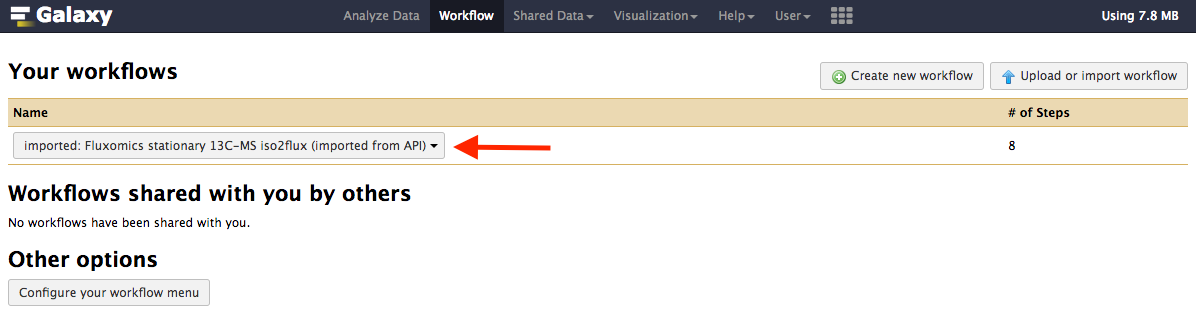 Galaxy Analyze Data Workflow Shared Data Visualization Help User Using 7.8 MB
Your workflows
Create new workflow Upload or import workflow
Name # of Steps
imported: Fluxomics stationary 13C-MS iso2flux (imported from API) 8
Workflows shared with you by others
No workflows have been shared with you.
Other options
Configure your workflow menu